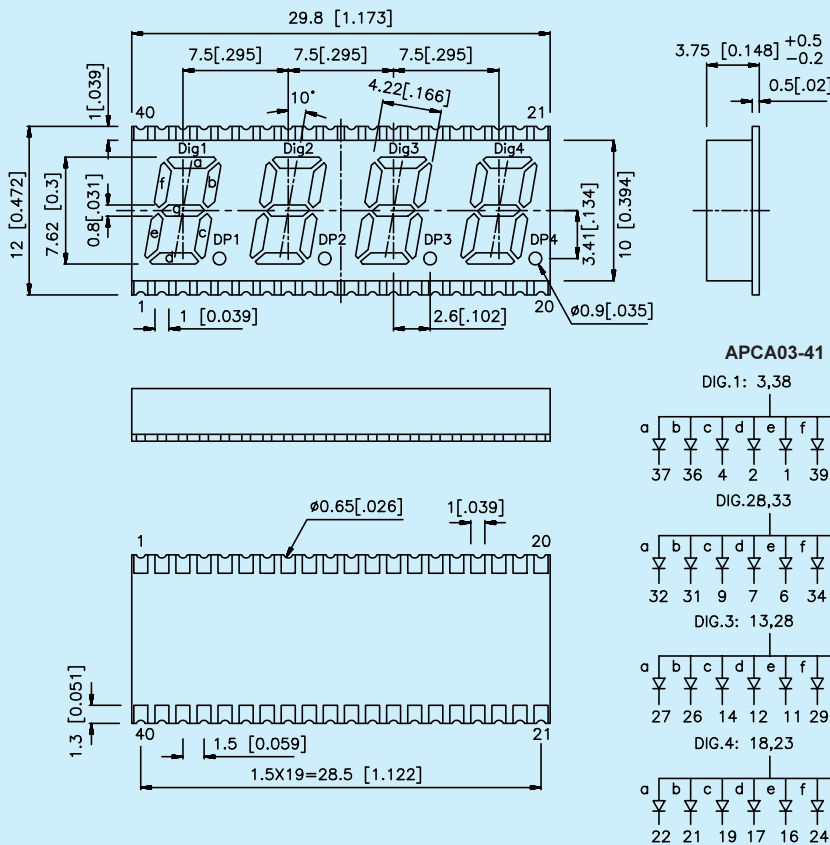 29.8 [1.173]
7.5[.295] 7.5[.295] 7.5[.295]
3.75 [0.148] +0.5 -0.2
0.5[.02]
1[.039]
40
10°
4.22[.166]
21
12 [0.472]
7.62 [0.3]
0.8[.031]
Dig1 Dig2 Dig3 Dig4
a
f b
g
e c
d
DP1 DP2 DP3 DP4
3.41[.134]
10 [0.394]
1 20
1 [0.039]
2.6[.102]
ø0.9[.035]
APCA03-41
DIG.1: 3,38
a b c d e f
37 36 4 2 1 39
DIG.28,33
a b c d e f
32 31 9 7 6 34
DIG.3: 13,28
a b c d e f
27 26 14 12 11 29
DIG.4: 18,23
a b c d e f
22 21 19 17 16 24
ø0.65[.026]
1[.039]
1 20
1.3 [0.051]
40 21
1.5 [0.059]
1.5X19=28.5 [1.122]